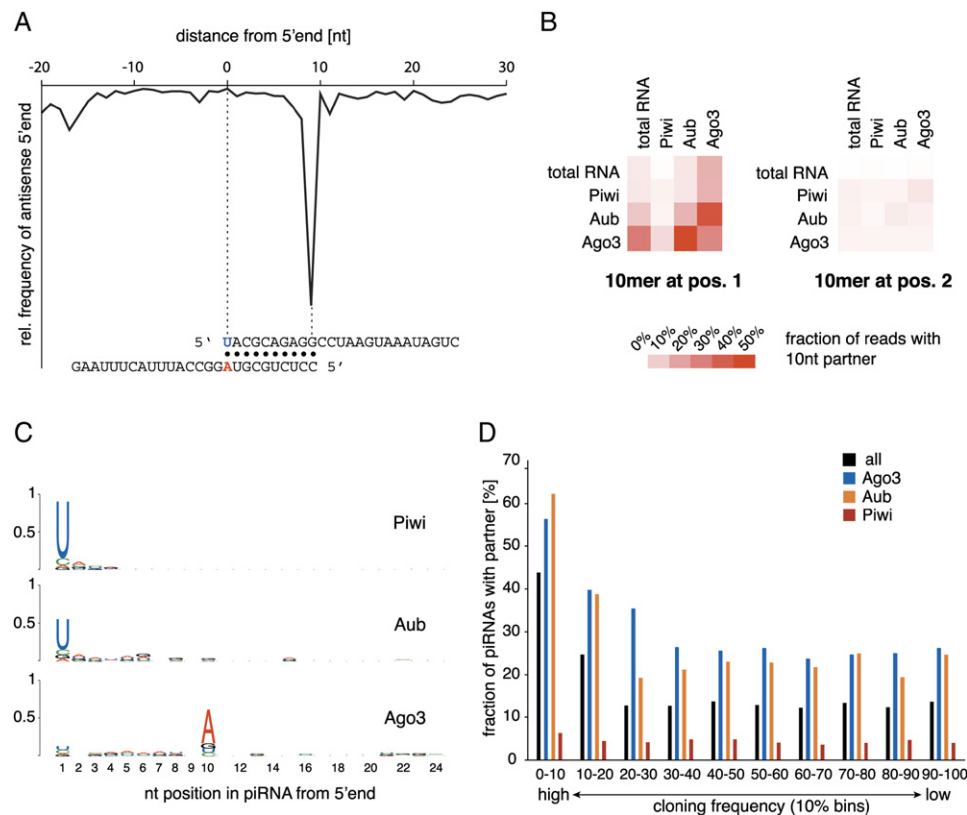 A
distance from 5'end [nt]
-20 -10 0 10 20 30
rel. frequency of antisense 5'end
5' UACGCAGAGGCCUAAGUAAAUAGUC
GAAUUUCAUUUACCGGAUGCGUCUCC 5'
B
total RNA Piwi Aub Ago3
total RNA
Piwi
Aub
Ago3
10mer at pos. 1
total RNA Piwi Aub Ago3
total RNA
Piwi
Aub
Ago3
10mer at pos. 2
0% 10% 20% 30% 40% 50%
fraction of reads with
10nt partner
C
1
0.5
U
Piwi
1
0.5
U
Aub
1
0.5
A
Ago3
1 2 3 4 5 6 7 8 9 10 12 14 16 18 20 22 24
nt position in piRNA from 5'end
D
fraction of piRNAs with partner [%]
70
60
50
40
30
20
10
0
all
Ago3
Aub
Piwi
0-10 10-20 20-30 30-40 40-50 50-60 60-70 70-80 80-90 90-100
high cloning frequency (10% bins) low